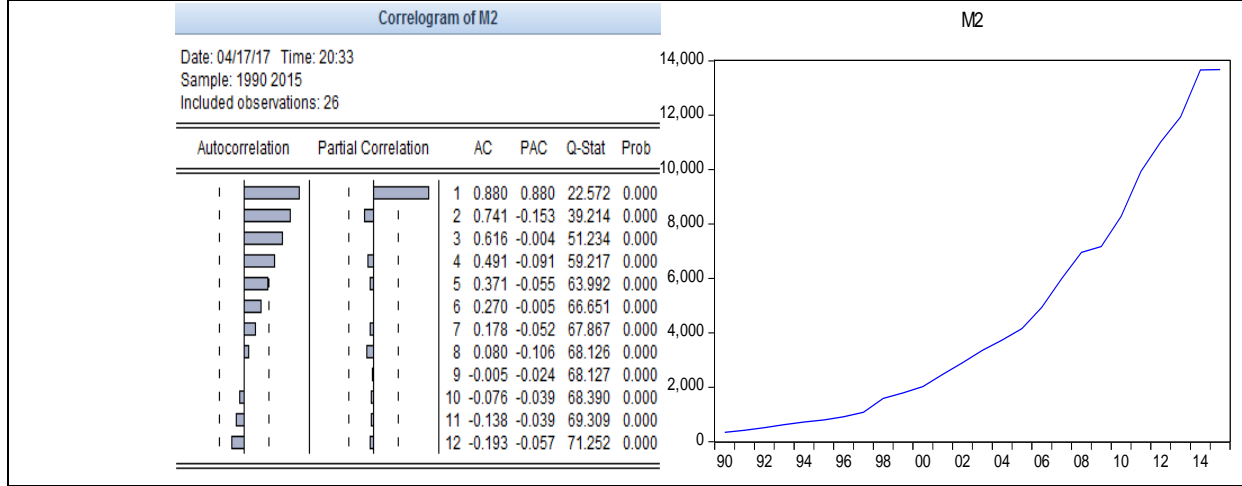 Correlogram of M2
Date: 04/17/17 Time: 20:33
Sample: 1990 2015
Included observations: 26
Autocorrelation Partial Correlation AC PAC Q-Stat Prob
1 0.880 0.880 22.572 0.000
2 0.741 -0.153 39.214 0.000
3 0.616 -0.004 51.234 0.000
4 0.491 -0.091 59.217 0.000
5 0.371 -0.055 63.992 0.000
6 0.270 -0.005 66.651 0.000
7 0.178 -0.052 67.867 0.000
8 0.080 -0.106 68.126 0.000
9 -0.005 -0.024 68.127 0.000
10 -0.076 -0.039 68.390 0.000
11 -0.138 -0.039 69.309 0.000
12 -0.193 -0.057 71.252 0.000
M2
14,000
12,000
10,000
8,000
6,000
4,000
2,000
0
90 92 94 96 98 00 02 04 06 08 10 12 14